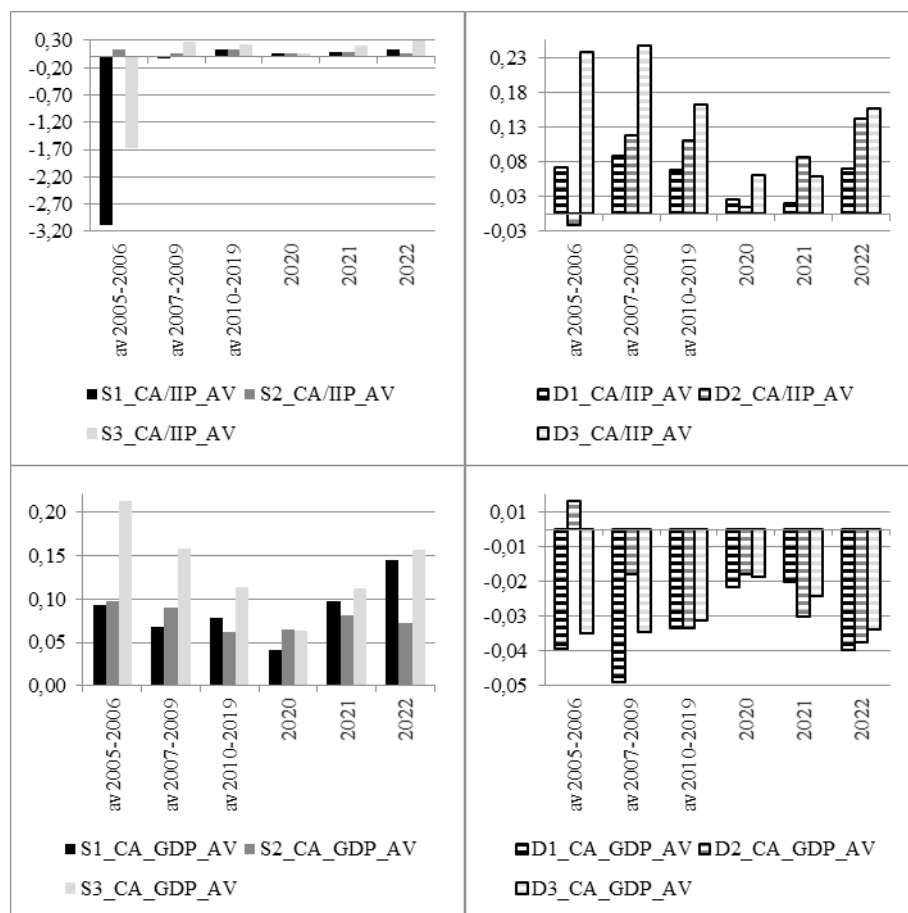 0,30
-0,20
-0,70
-1,20
-1,70
-2,20
-2,70
-3,20
av 2005-2006
av 2007-2009
av 2010-2019
2020
2021
2022
S1_CA/IIP_AV S2_CA/IIP_AV
S3_CA/IIP_AV
0,23
0,18
0,13
0,08
0,03
-0,03
av 2005-2006
av 2007-2009
av 2010-2019
2020
2021
2022
D1_CA/IIP_AV D2_CA/IIP_AV
D3_CA/IIP_AV
0,20
0,15
0,10
0,05
0,00
av 2005-2006
av 2007-2009
av 2010-2019
2020
2021
2022
S1_CA_GDP_AV S2_CA_GDP_AV
S3_CA_GDP_AV
0,01
-0,01
-0,02
-0,03
-0,04
-0,05
av 2005-2006
av 2007-2009
av 2010-2019
2020
2021
2022
D1_CA_GDP_AV D2_CA_GDP_AV
D3_CA_GDP_AV